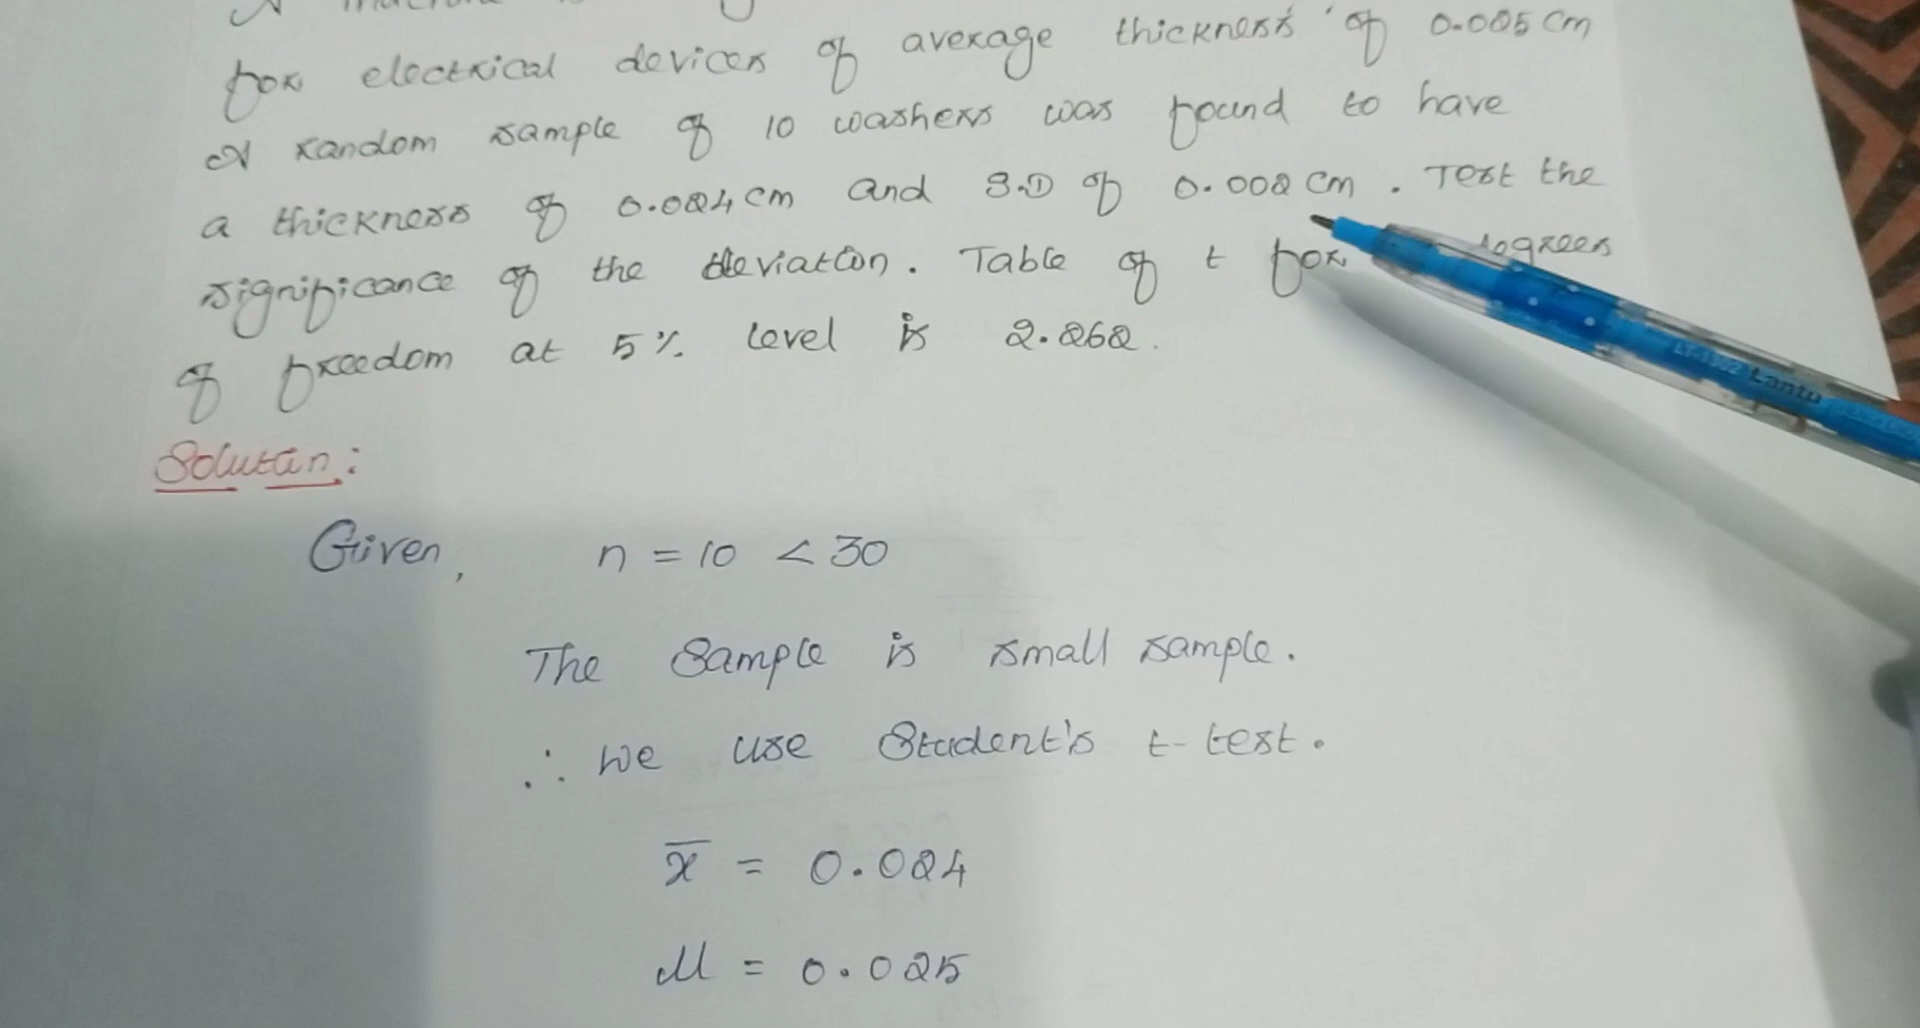 for electrical devices of average thickness of 0.025 cm
A random sample of 10 washers was found to have
a thickness of 0.024 cm and S.D of 0.002 cm. Test the
significance of the deviation. Table of t for degrees
of freedom at 5% level is 2.262.
Solution:
Given, n = 10 < 30
The Sample is small sample.
∴ we use Student's t-test.
x̄ = 0.024
μ = 0.025
LT-1302 Lantu